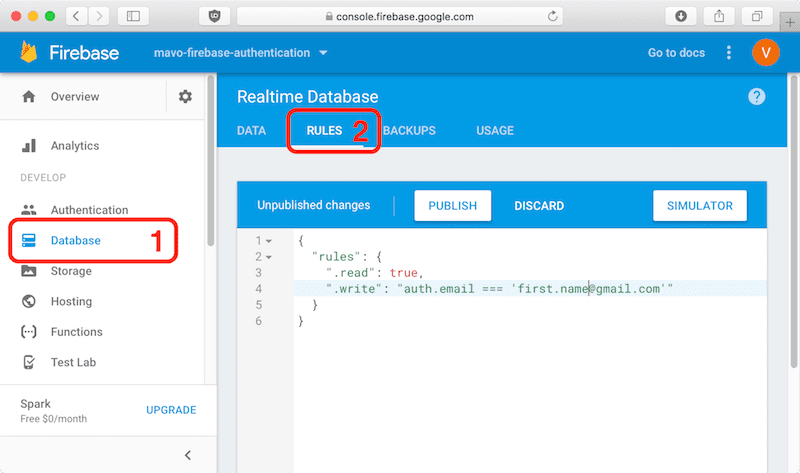 console.firebase.google.com
Firebase
mavo-firebase-authentication
Go to docs
V
Overview
Analytics
DEVELOP
Authentication
Database 1
Storage
Hosting
Functions
Test Lab
Spark
Free $0/month
UPGRADE
Realtime Database
DATA RULES 2 BACKUPS USAGE
Unpublished changes PUBLISH DISCARD SIMULATOR
1 {
2 "rules": {
3 ".read": true,
4 ".write": "auth.email === 'first.name@gmail.com'"
5 }
6 }